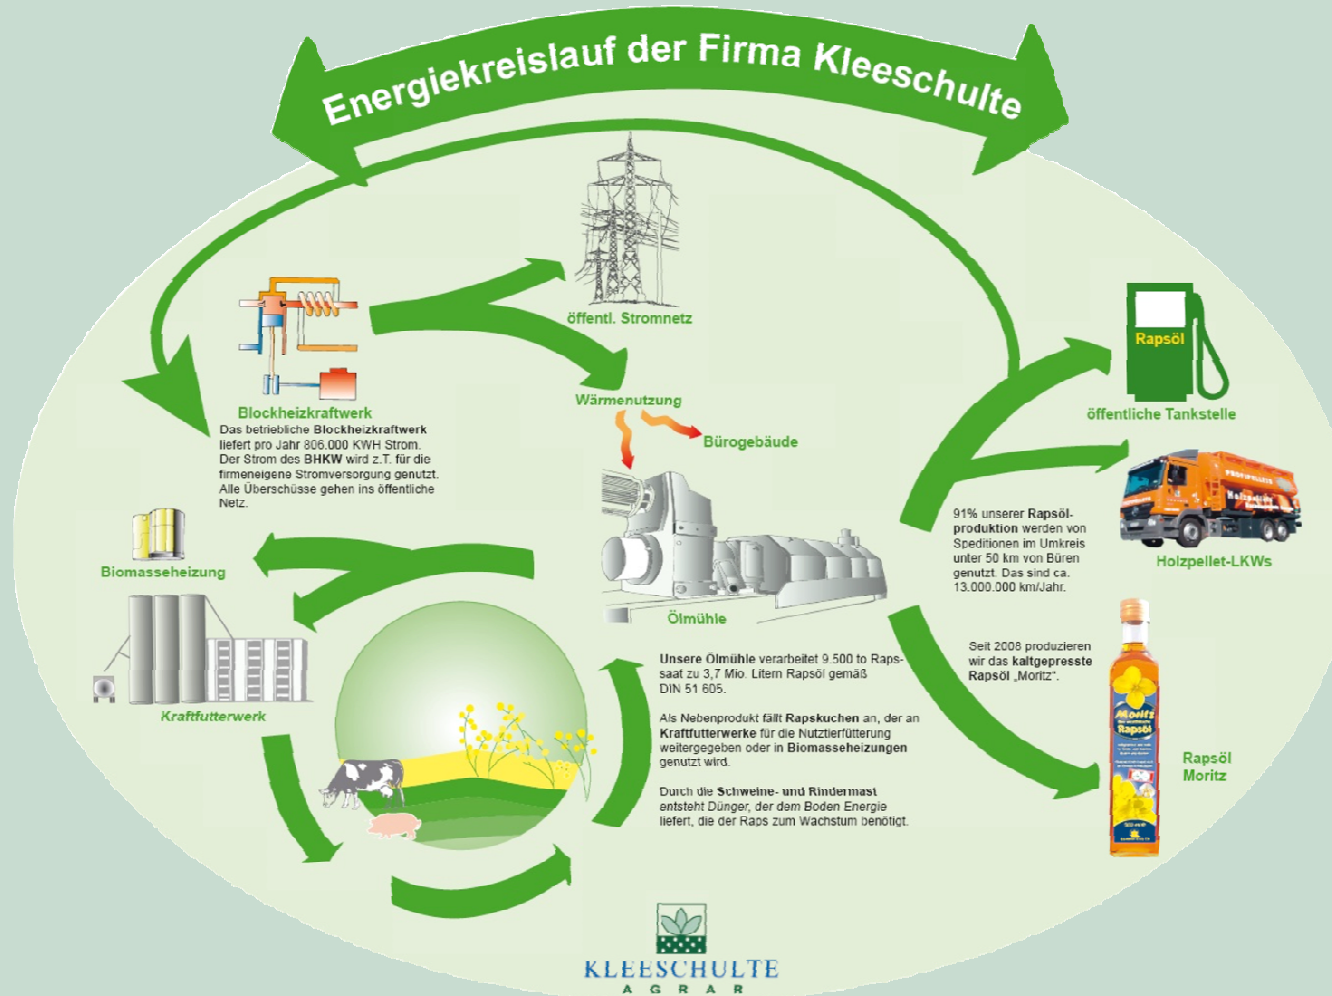 Energiekreislauf der Firma Kleeschulte
öffentl. Stromnetz
Blockheizkraftwerk
Das betriebliche Blockheizkraftwerk
liefert pro Jahr 806.000 KWH Strom.
Der Strom des BHKW wird z.T. für die
firmeneigene Stromversorgung genutzt.
Alle Überschüsse gehen ins öffentliche
Netz.
Wärmenutzung
Bürogebäude
Rapsöl
öffentliche Tankstelle
91% unserer Rapsöl-
produktion werden von
Speditionen im Umkreis
unter 50 km von Büren
genutzt. Das sind ca.
13.000.000 km/Jahr.
Holzpellets
Holzpellet-LKWs
Biomasseheizung
Kraftfutterwerk
Ölmühle
Unsere Ölmühle verarbeitet 9.500 to Raps-
saat zu 3,7 Mio. Litern Rapsöl gemäß
DIN 51 605.
Als Nebenprodukt fällt Rapskuchen an, der an
Kraftfutterwerke für die Nutztierfütterung
weitergegeben oder in Biomasseheizungen
genutzt wird.
Durch die Schweine- und Rindermast
entsteht Dünger, der dem Boden Energie
liefert, die der Raps zum Wachstum benötigt.
Seit 2008 produzieren
wir das kaltgepresste
Rapsöl „Moritz“.
Moritz
Rapsöl
Rapsöl
Moritz
KLEESCHULTE
AGRAR